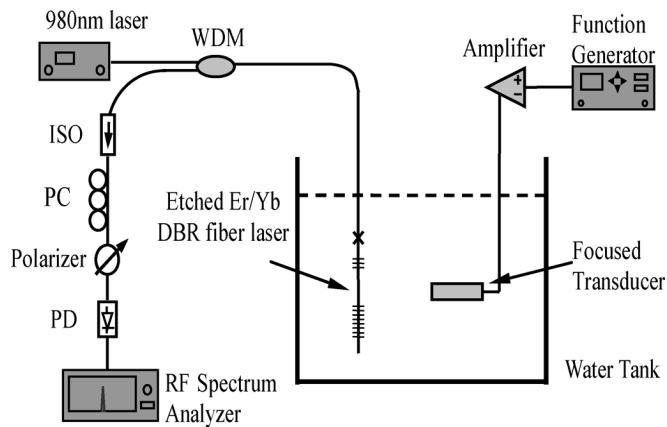 980nm laser
WDM
Amplifier
Function
Generator
+
−
ISO
PC
Etched Er/Yb
DBR fiber laser
Polarizer
Focused
Transducer
PD
RF Spectrum
Analyzer
Water Tank